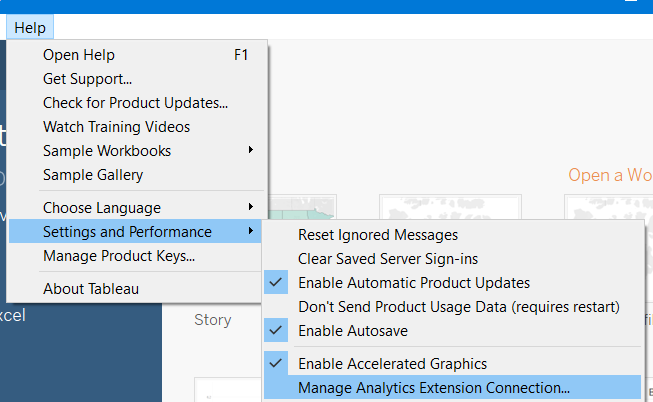 Help
Open Help F1
Get Support...
Check for Product Updates...
Watch Training Videos
Sample Workbooks
Sample Gallery
Open a Wo
Choose Language
Settings and Performance
Manage Product Keys...
About Tableau
Reset Ignored Messages
Clear Saved Server Sign-ins
Enable Automatic Product Updates
Don't Send Product Usage Data (requires restart)
Enable Autosave
Enable Accelerated Graphics
Manage Analytics Extension Connection...
xcel
Story